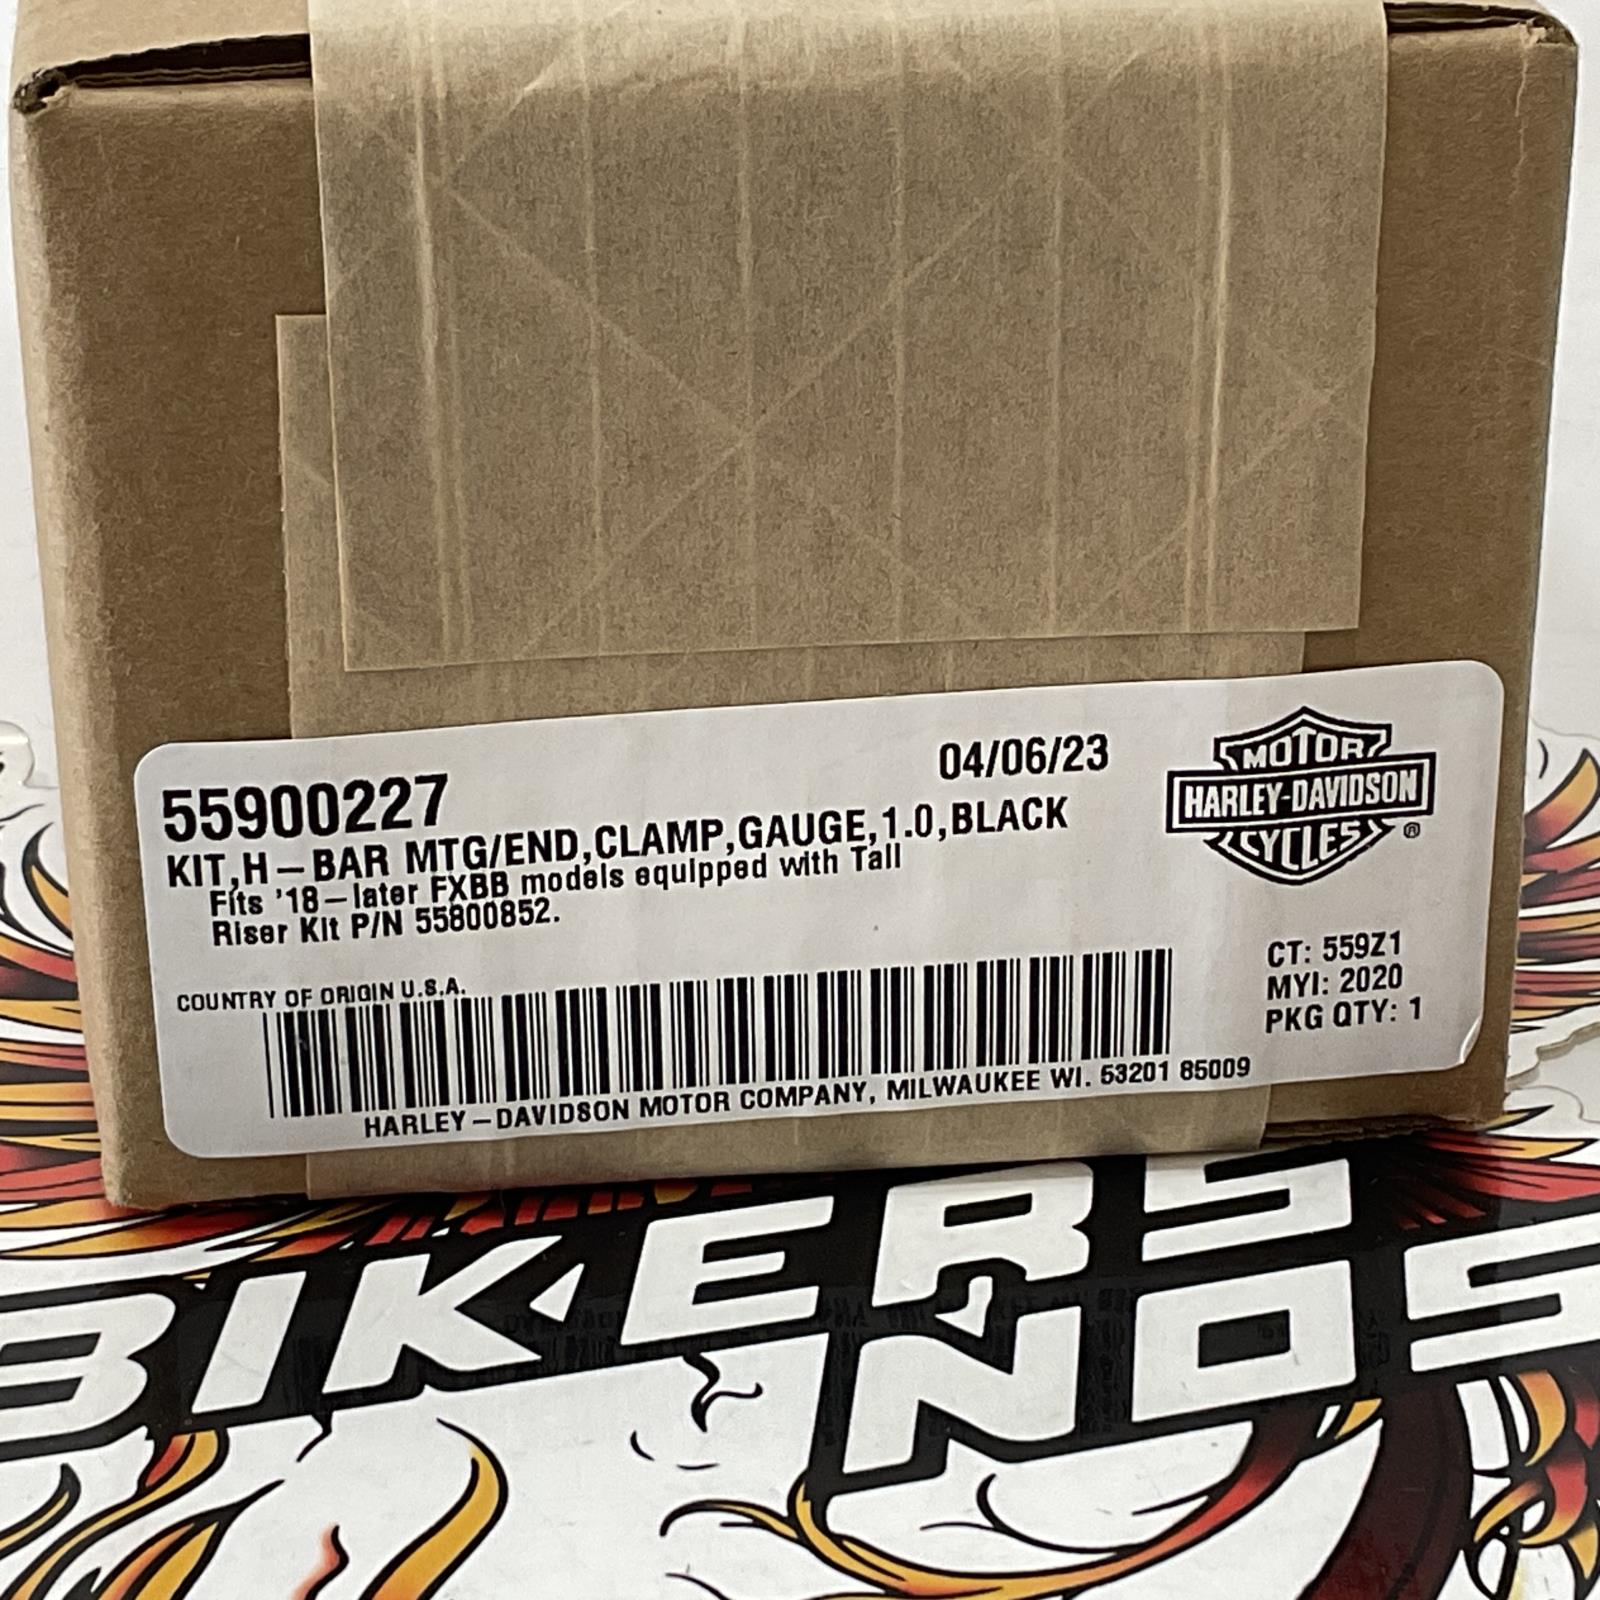 04/06/23
55900227
KIT,H-BAR MTG/END,CLAMP,GAUGE,1.0,BLACK
Fits '18-later FXBB models equipped with Tall
Riser Kit P/N 55800852.
MOTOR
HARLEY-DAVIDSON
CYCLES
®
COUNTRY OF ORIGIN U.S.A.
CT: 559Z1
MYI: 2020
PKG QTY: 1
HARLEY-DAVIDSON MOTOR COMPANY, MILWAUKEE WI. 53201 85009
BIKERS
NOS